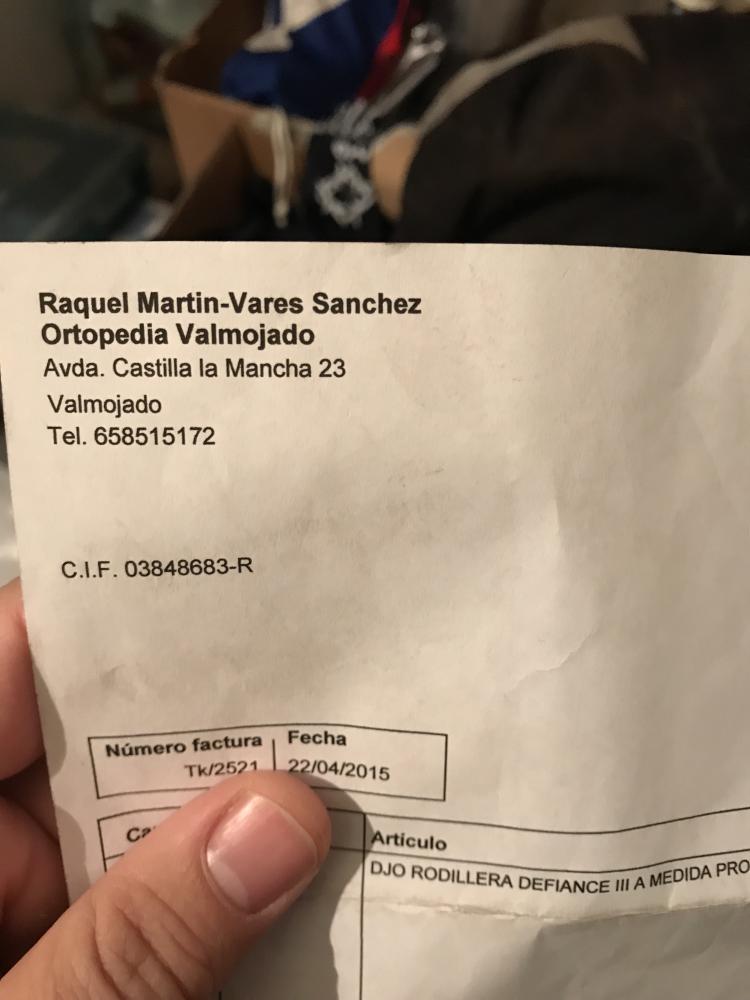 Raquel Martin-Vares Sanchez
Ortopedia Valmojado
Avda. Castilla la Mancha 23
Valmojado
Tel. 658515172
C.I.F. 03848683-R
Número factura Fecha
Tk/2521 22/04/2015
Articulo
DJO RODILLERA DEFIANCE III A MEDIDA